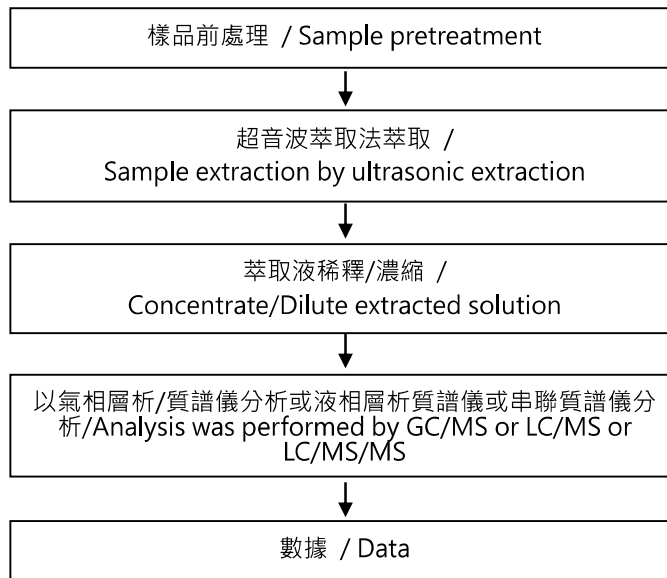 樣品前處理 / Sample pretreatment
超音波萃取法萃取 /
Sample extraction by ultrasonic extraction
萃取液稀釋/濃縮 /
Concentrate/Dilute extracted solution
以氣相層析/質譜儀分析或液相層析質譜儀或串聯質譜儀分
析/Analysis was performed by GC/MS or LC/MS or
LC/MS/MS
數據 / Data